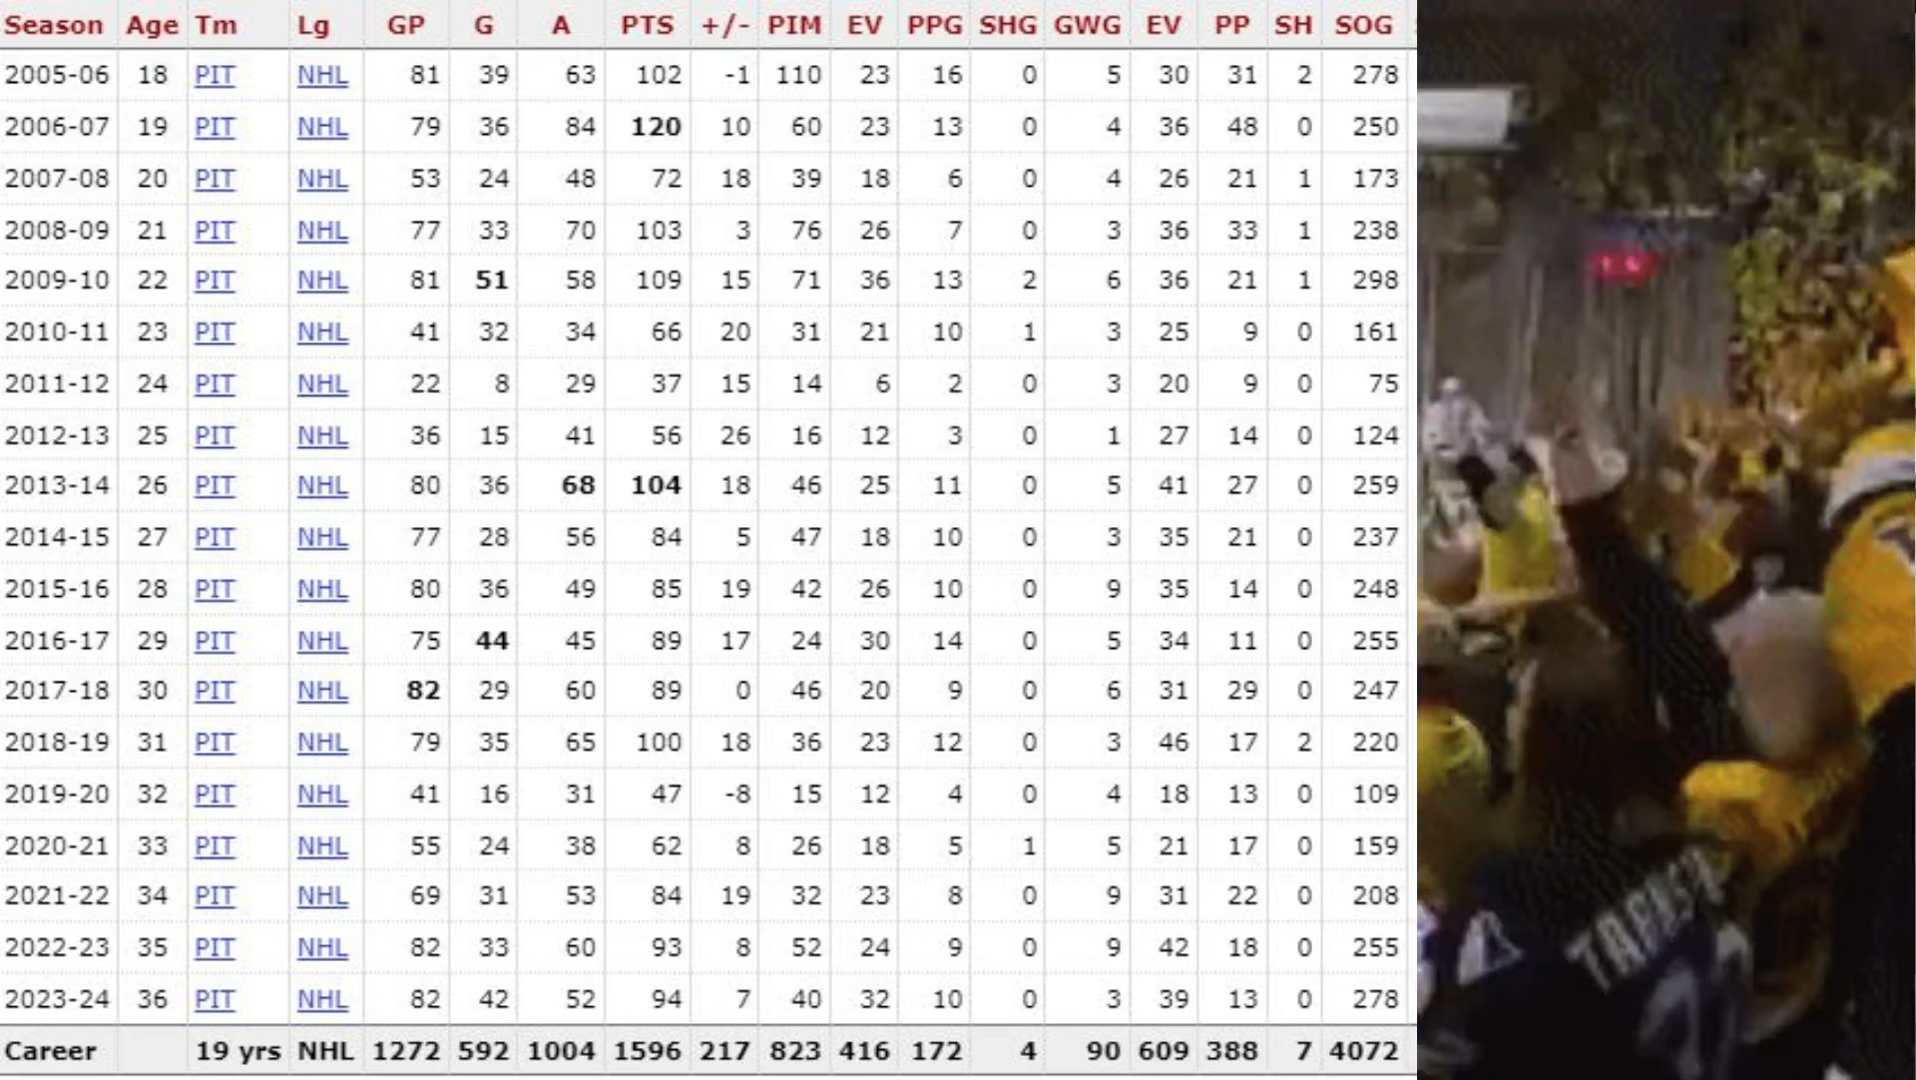 Season Age Tm Lg GP G A PTS +/- PIM EV PPG SHG GWG EV PP SH SOG
2005-06 18 PIT NHL 81 39 63 102 -1 110 23 16 0 5 30 31 2 278
2006-07 19 PIT NHL 79 36 84 120 10 60 23 13 0 4 36 48 0 250
2007-08 20 PIT NHL 53 24 48 72 18 39 18 6 0 4 26 21 1 173
2008-09 21 PIT NHL 77 33 70 103 3 76 26 7 0 3 36 33 1 238
2009-10 22 PIT NHL 81 51 58 109 15 71 36 13 2 6 36 21 1 298
2010-11 23 PIT NHL 41 32 34 66 20 31 21 10 1 3 25 9 0 161
2011-12 24 PIT NHL 22 8 29 37 15 14 6 2 0 3 20 9 0 75
2012-13 25 PIT NHL 36 15 41 56 26 16 12 3 0 1 27 14 0 124
2013-14 26 PIT NHL 80 36 68 104 18 46 25 11 0 5 41 27 0 259
2014-15 27 PIT NHL 77 28 56 84 5 47 18 10 0 3 35 21 0 237
2015-16 28 PIT NHL 80 36 49 85 19 42 26 10 0 9 35 14 0 248
2016-17 29 PIT NHL 75 44 45 89 17 24 30 14 0 5 34 11 0 255
2017-18 30 PIT NHL 82 29 60 89 0 46 20 9 0 6 31 29 0 247
2018-19 31 PIT NHL 79 35 65 100 18 36 23 12 0 3 46 17 2 220
2019-20 32 PIT NHL 41 16 31 47 -8 15 12 4 0 4 18 13 0 109
2020-21 33 PIT NHL 55 24 38 62 8 26 18 5 1 5 21 17 0 159
2021-22 34 PIT NHL 69 31 53 84 19 32 23 8 0 9 31 22 0 208
2022-23 35 PIT NHL 82 33 60 93 8 52 24 9 0 9 42 18 0 255
2023-24 36 PIT NHL 82 42 52 94 7 40 32 10 0 3 39 13 0 278
Career 19 yrs NHL 1272 592 1004 1596 217 823 416 172 4 90 609 388 7 4072